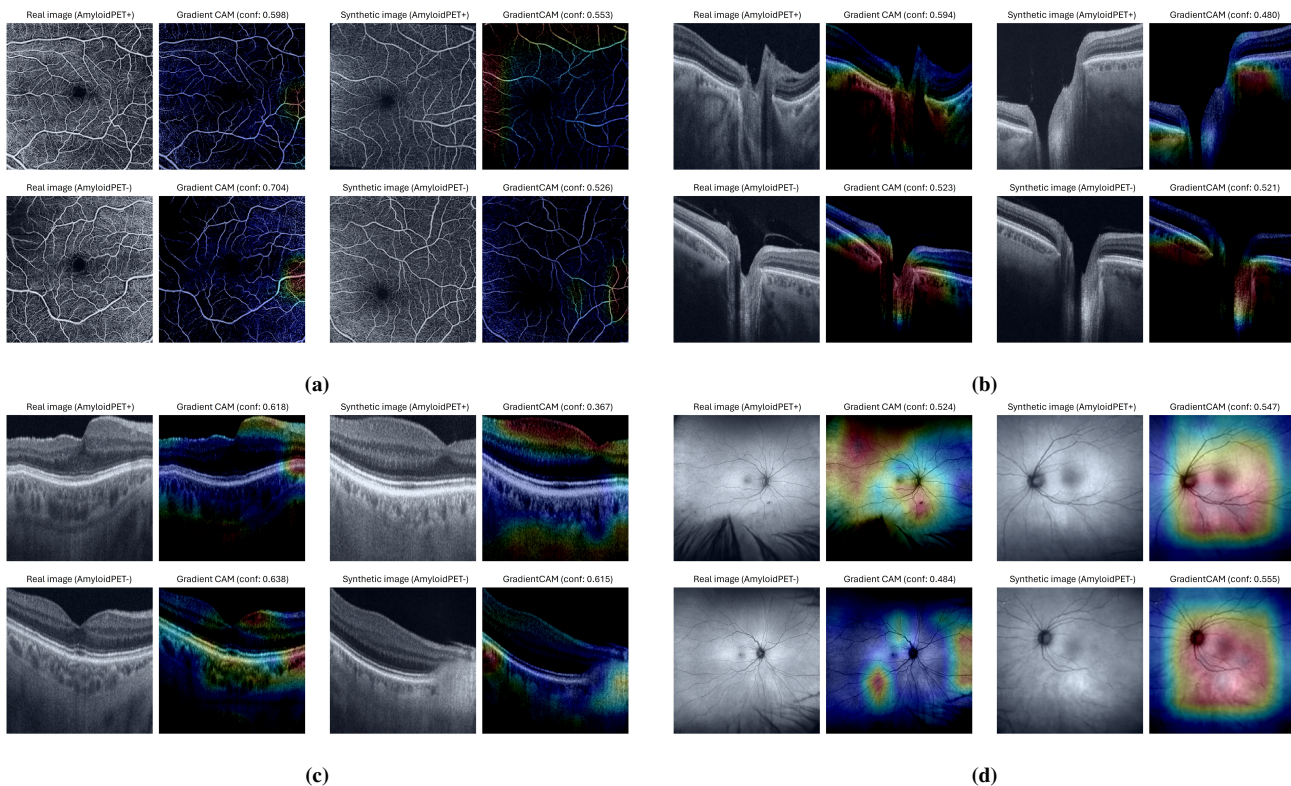 Real image (AmyloidPET+) Gradient CAM (conf: 0.598) Synthetic image (AmyloidPET+) GradientCAM (conf: 0.553)
Real image (AmyloidPET-) Gradient CAM (conf: 0.704) Synthetic image (AmyloidPET-) GradientCAM (conf: 0.526)
(a)
Real image (AmyloidPET+) Gradient CAM (conf: 0.594) Synthetic image (AmyloidPET+) GradientCAM (conf: 0.480)
Real image (AmyloidPET-) Gradient CAM (conf: 0.523) Synthetic image (AmyloidPET-) GradientCAM (conf: 0.521)
(b)
Real image (AmyloidPET+) Gradient CAM (conf: 0.618) Synthetic image (AmyloidPET+) GradientCAM (conf: 0.367)
Real image (AmyloidPET-) Gradient CAM (conf: 0.638) Synthetic image (AmyloidPET-) GradientCAM (conf: 0.615)
(c)
Real image (AmyloidPET+) Gradient CAM (conf: 0.524) Synthetic image (AmyloidPET+) GradientCAM (conf: 0.547)
Real image (AmyloidPET-) Gradient CAM (conf: 0.484) Synthetic image (AmyloidPET-) GradientCAM (conf: 0.555)
(d)